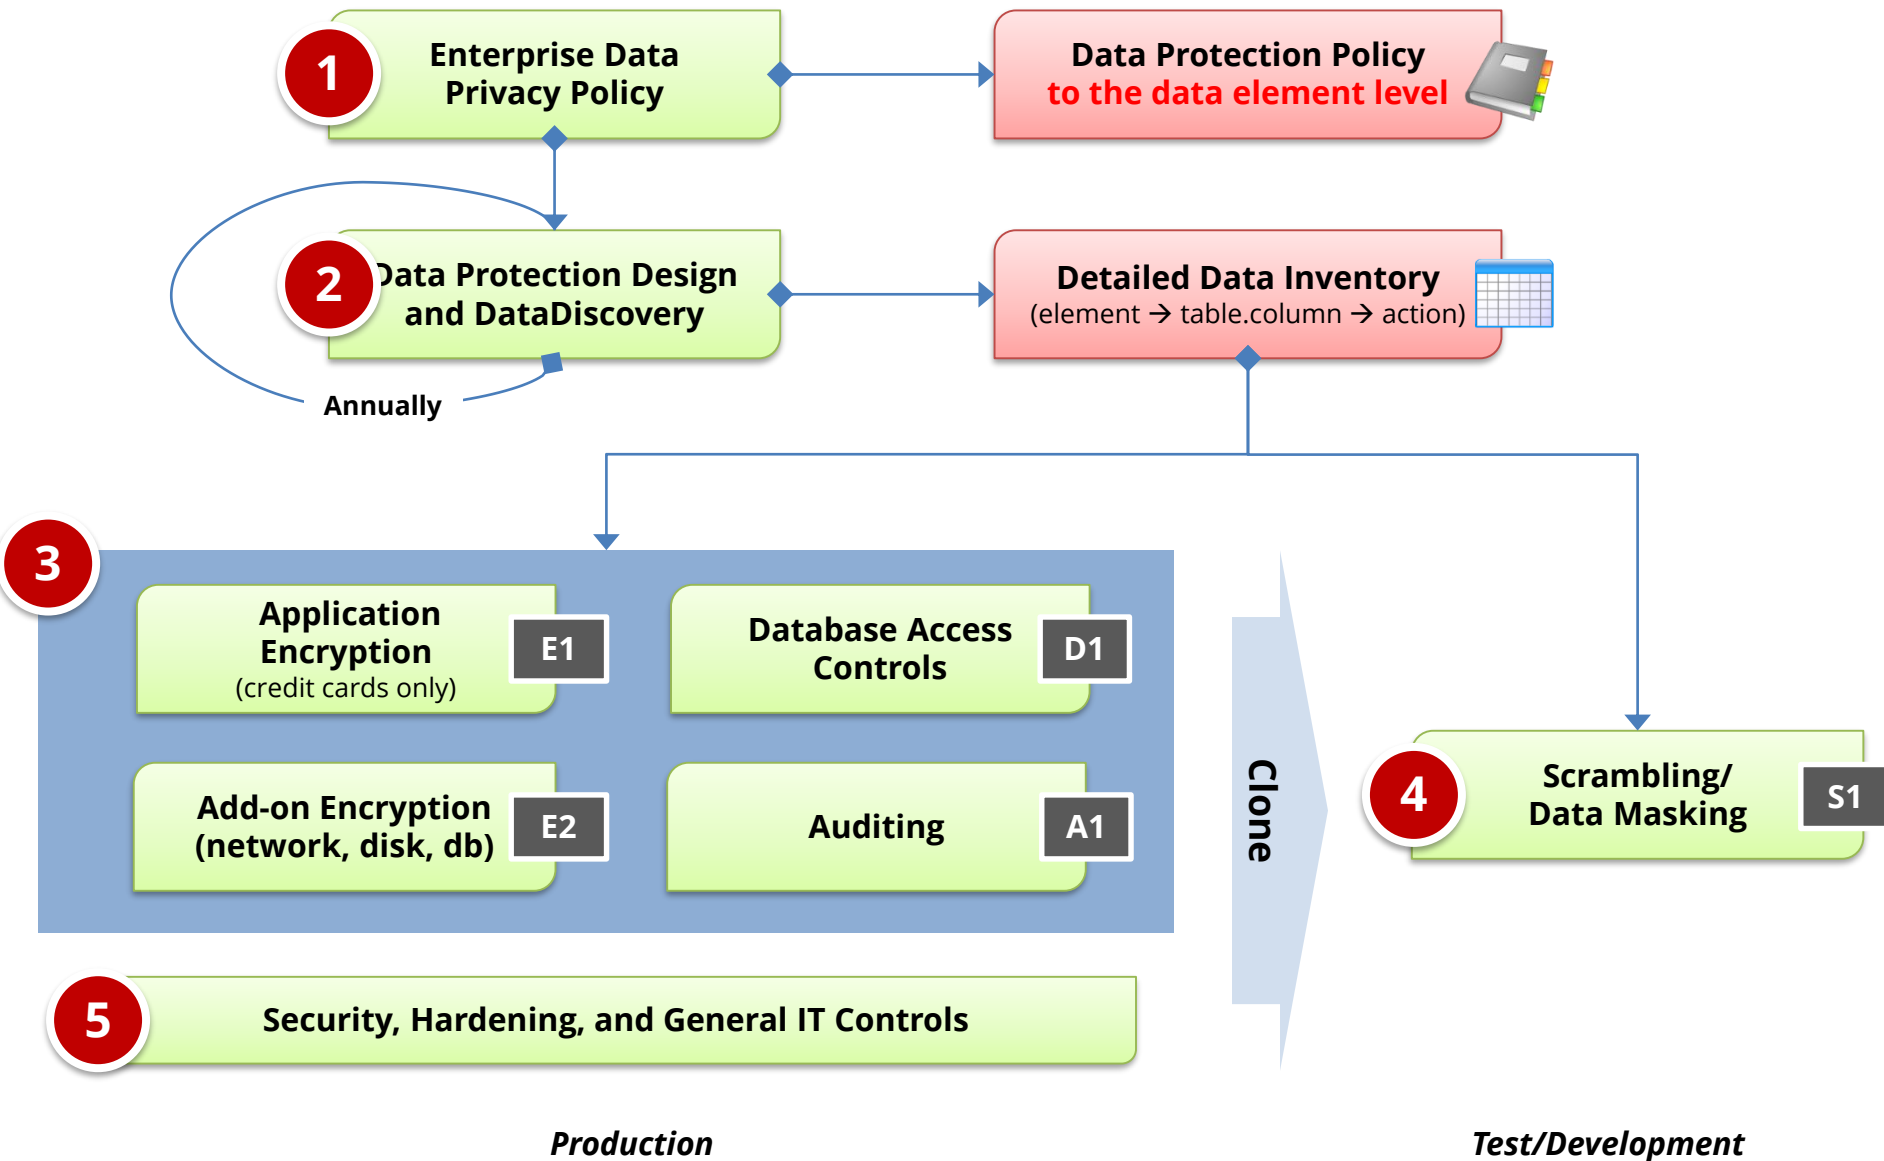 1
Enterprise Data
Privacy Policy
Data Protection Policy
to the data element level
2
Data Protection Design
and DataDiscovery
Detailed Data Inventory
(element → table.column → action)
Annually
3
Application
Encryption
(credit cards only)
E1
Database Access
Controls
D1
Add-on Encryption
(network, disk, db)
E2
Auditing
A1
Clone
4
Scrambling/
Data Masking
S1
5
Security, Hardening, and General IT Controls
Production
Test/Development